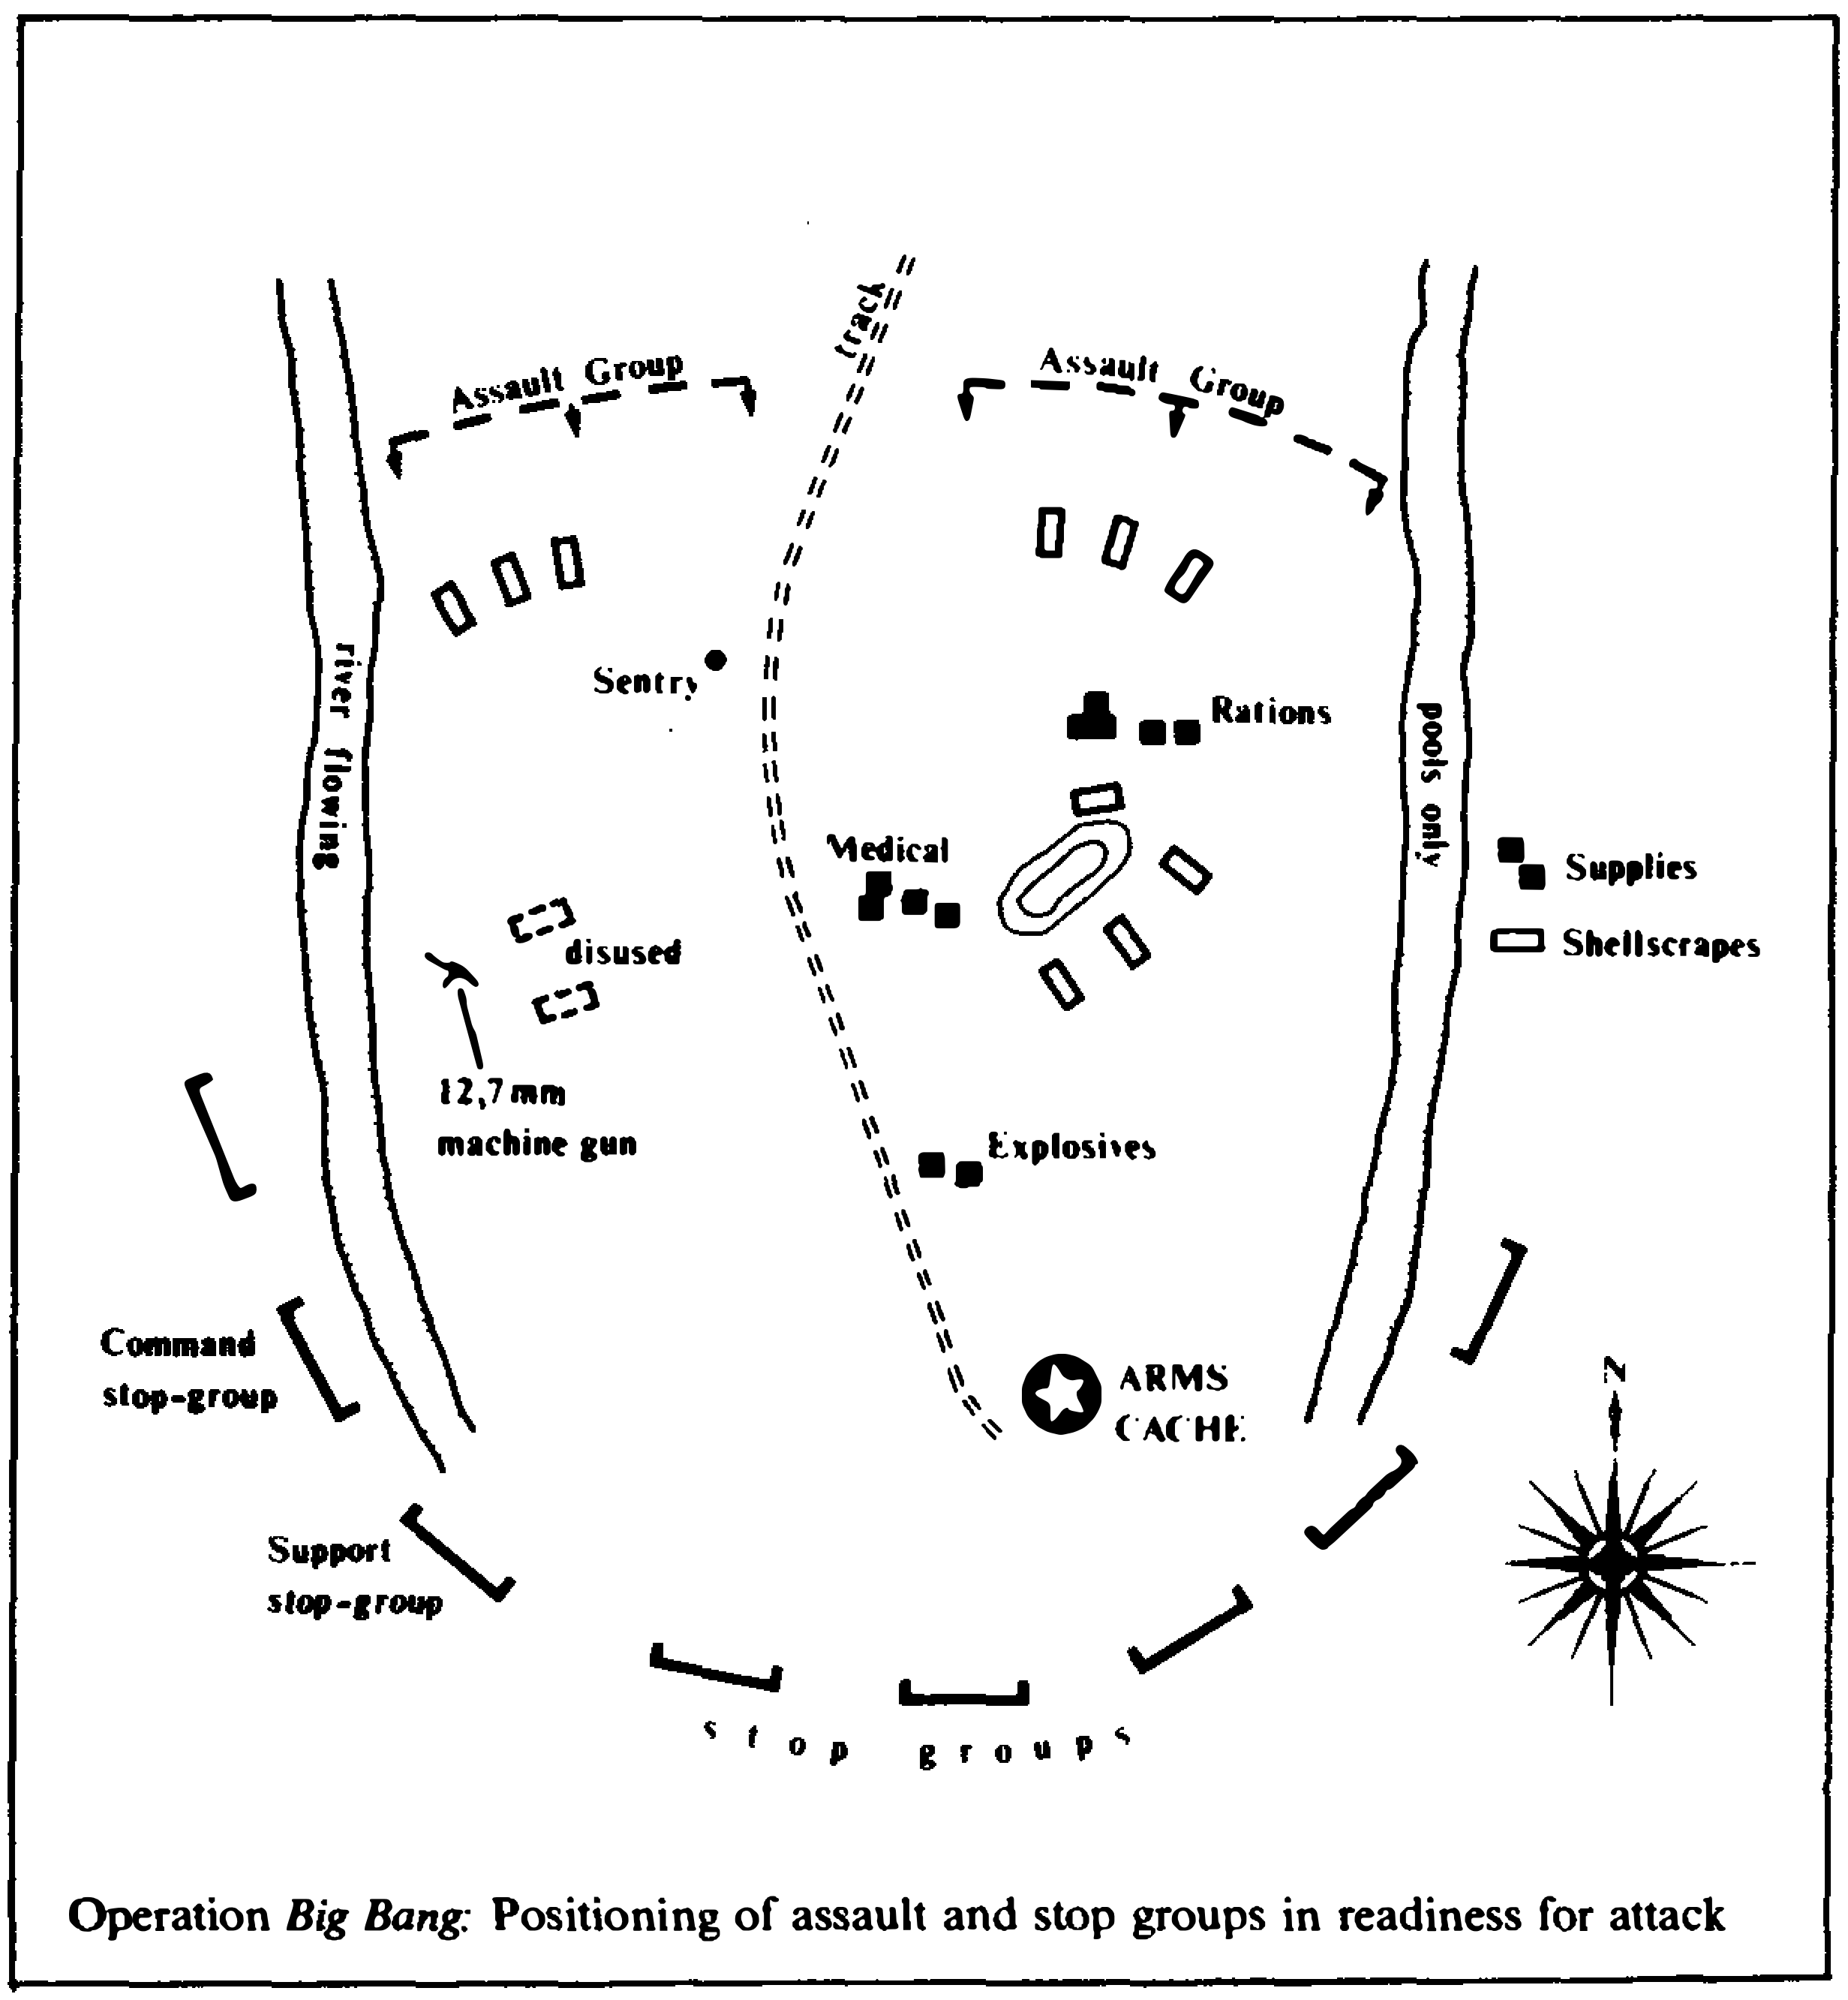 track
Assault Group
Assault Group
Sentry
Rations
river flowing
pools only
Medical
Supplies
disused
Shellscrapes
12,7mm
machine gun
Explosives
Command
stop-group
ARMS
CACHE
N
Support
stop-group
stop groups
Operation Big Bang: Positioning of assault and stop groups in readiness for attack